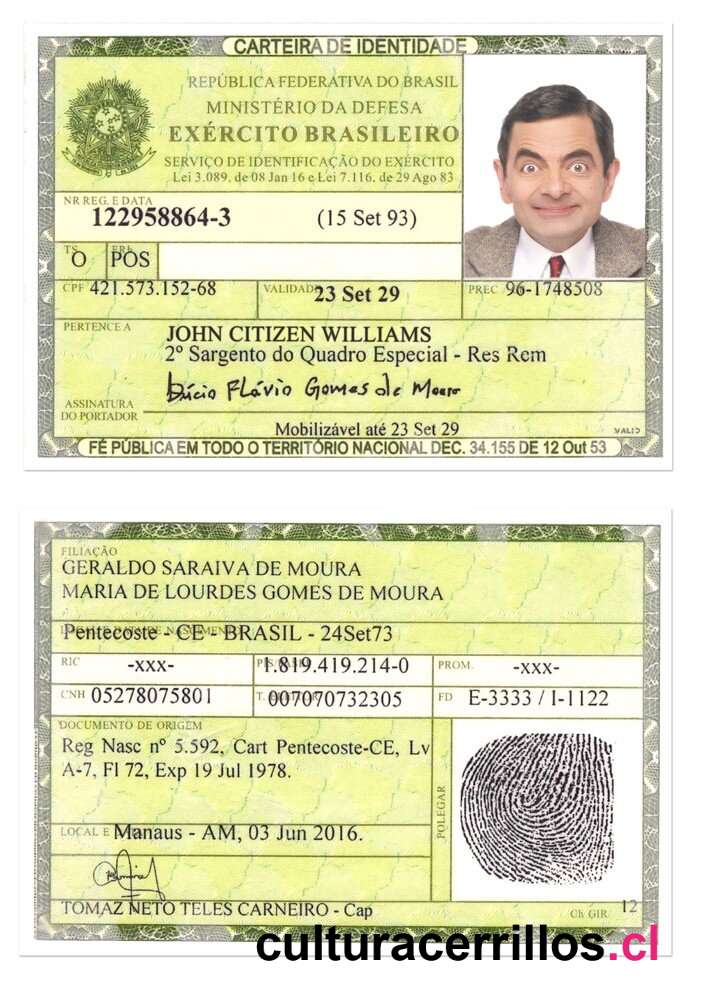 CARTEIRA DE IDENTIDADE
REPÚBLICA FEDERATIVA DO BRASIL
MINISTÉRIO DA DEFESA
EXÉRCITO BRASILEIRO
SERVIÇO DE IDENTIFICAÇÃO DO EXÉRCITO
Lei 3.089, de 08 Jan 16 e Lei 7.116, de 29 Ago 83
NR REG. E DATA
122958864-3 (15 Set 93)
TS
O POS
CPF 421.573.152-68 VALIDADE 23 Set 29 PREC 96-1748508
PERTENCE A
JOHN CITIZEN WILLIAMS
2º Sargento do Quadro Especial - Res Rem
Lúcio Flávio Gomes de Moura
ASSINATURA
DO PORTADOR
Mobilizável até 23 Set 29
VALID
FÉ PÚBLICA EM TODO O TERRITÓRIO NACIONAL DEC. 34.155 DE 12 Out 53
FILIAÇÃO
GERALDO SARAIVA DE MOURA
MARIA DE LOURDES GOMES DE MOURA
Pentecoste - CE - BRASIL - 24Set73
RIC -xxx- 1.819.419.214-0 PROM. -xxx-
CNH 05278075801 007070732305 FD E-3333 / I-1122
DOCUMENTO DE ORIGEM
Reg Nasc nº 5.592, Cart Pentecoste-CE, Lv
A-7, Fl 72, Exp 19 Jul 1978.
POLEGAR
LOCAL E Manaus - AM, 03 Jun 2016.
TOMAZ NETO TELES CARNEIRO - Cap
Ch GIR 12
culturacerrillos.cl